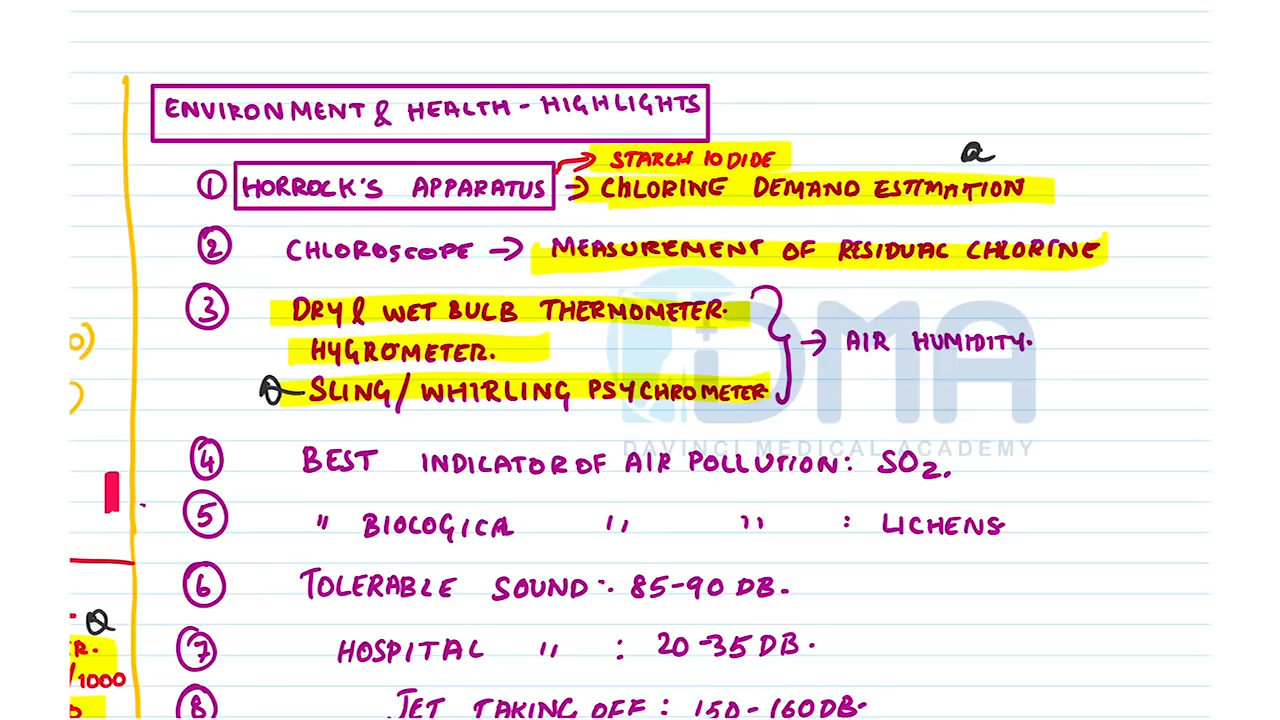 ENVIRONMENT & HEALTH - HIGHLIGHTS
→ STARCH IODIDE
Q
① HORROCK'S APPARATUS → CHLORINE DEMAND ESTIMATION
② CHLOROSCOPE → MEASUREMENT OF RESIDUAL CHLORINE
③ DRY & WET BULB THERMOMETER.
HYGROMETER.
→ AIR HUMIDITY.
Q SLING / WHIRLING PSYCHROMETER
DMA
DAVINCI MEDICAL ACADEMY
④ BEST INDICATOR OF AIR POLLUTION : SO2.
⑤ " BIOLOGICAL " " : LICHENS
⑥ TOLERABLE SOUND : 85-90 DB.
⑦ HOSPITAL " : 20-35 DB.
⑧ JET TAKING OFF : 150-160 DB.
Q
R.
/1000